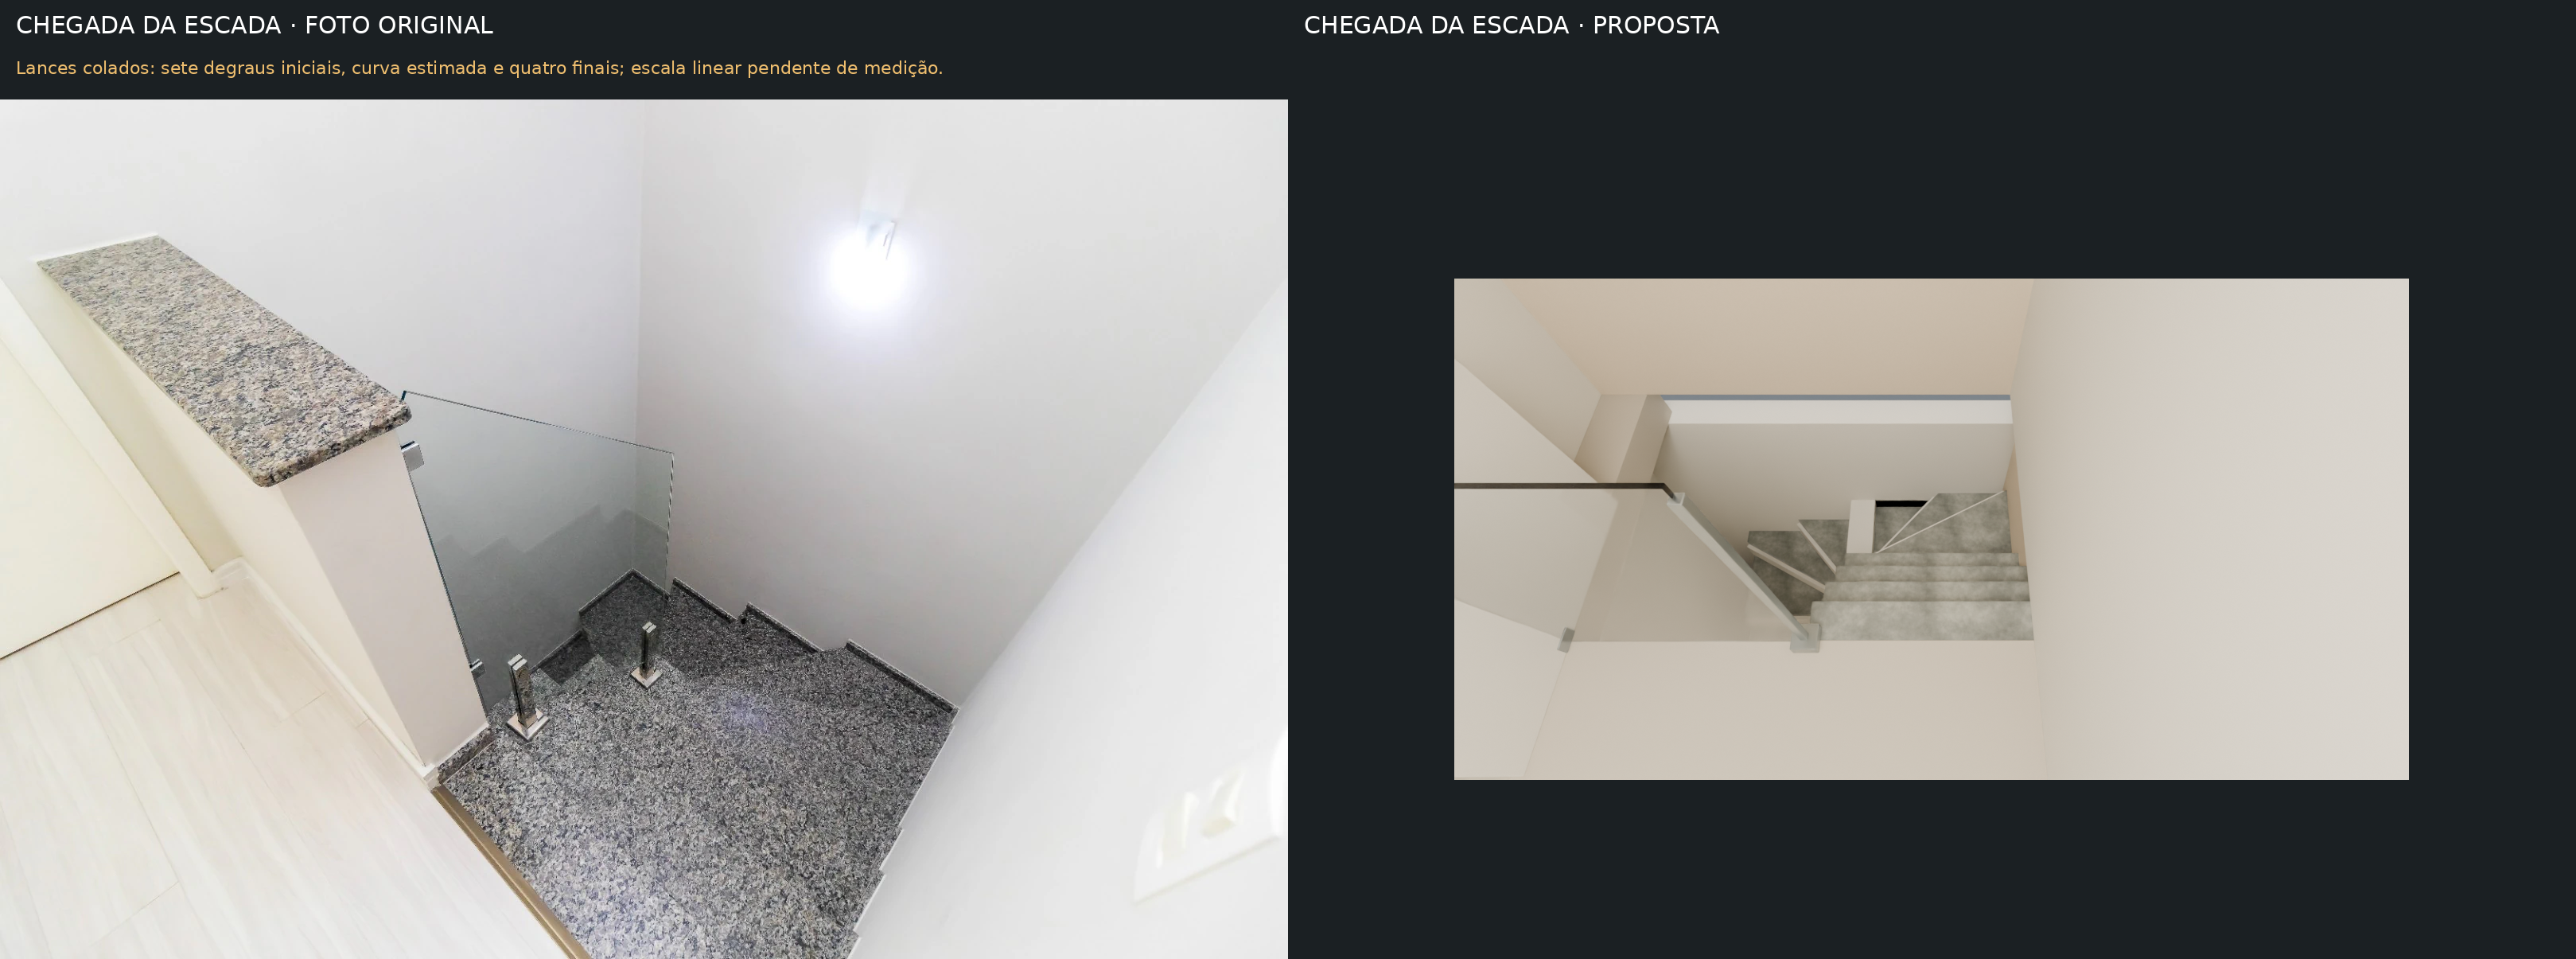 CHEGADA DA ESCADA · FOTO ORIGINAL
Lances colados: sete degraus iniciais, curva estimada e quatro finais; escala linear pendente de medição.
CHEGADA DA ESCADA · PROPOSTA